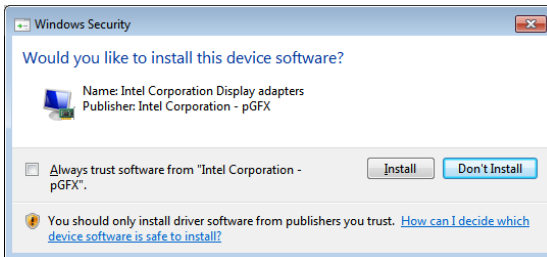 Windows Security
Would you like to install this device software?
Name: Intel Corporation Display adapters
Publisher: Intel Corporation - pGFX
Always trust software from "Intel Corporation -
pGFX".
Install
Don't Install
You should only install driver software from publishers you trust. How can I decide which
device software is safe to install?